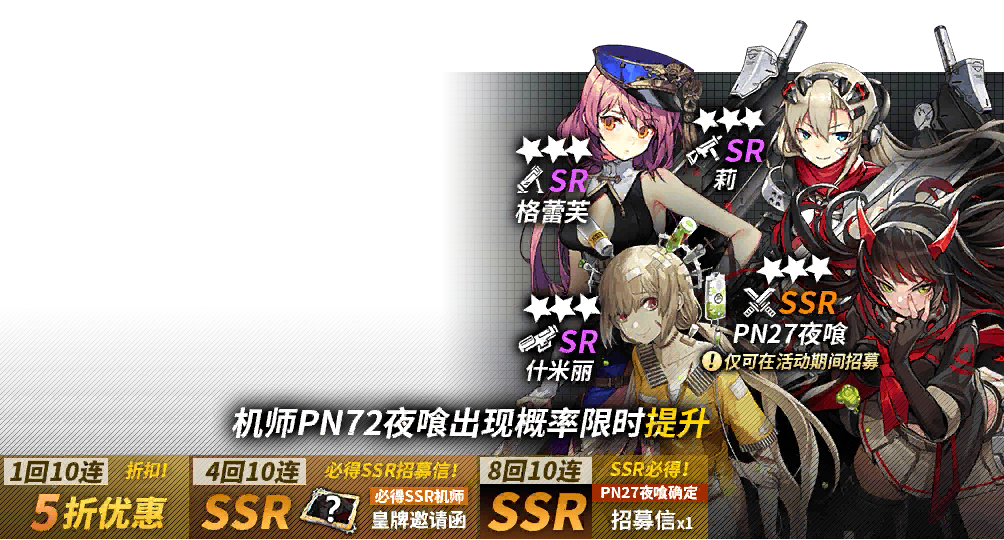 SR
莉
SR
格蕾芙
SSR
PN27夜喰
!仅可在活动期间招募
SR
什米丽
机师PN72夜喰出现概率限时提升
1回10连 折扣!
5折优惠
4回10连 必得SSR招募信!
SSR
?
必得SSR机师
皇牌邀请函
8回10连 SSR必得!
SSR
PN27夜喰确定
招募信x1